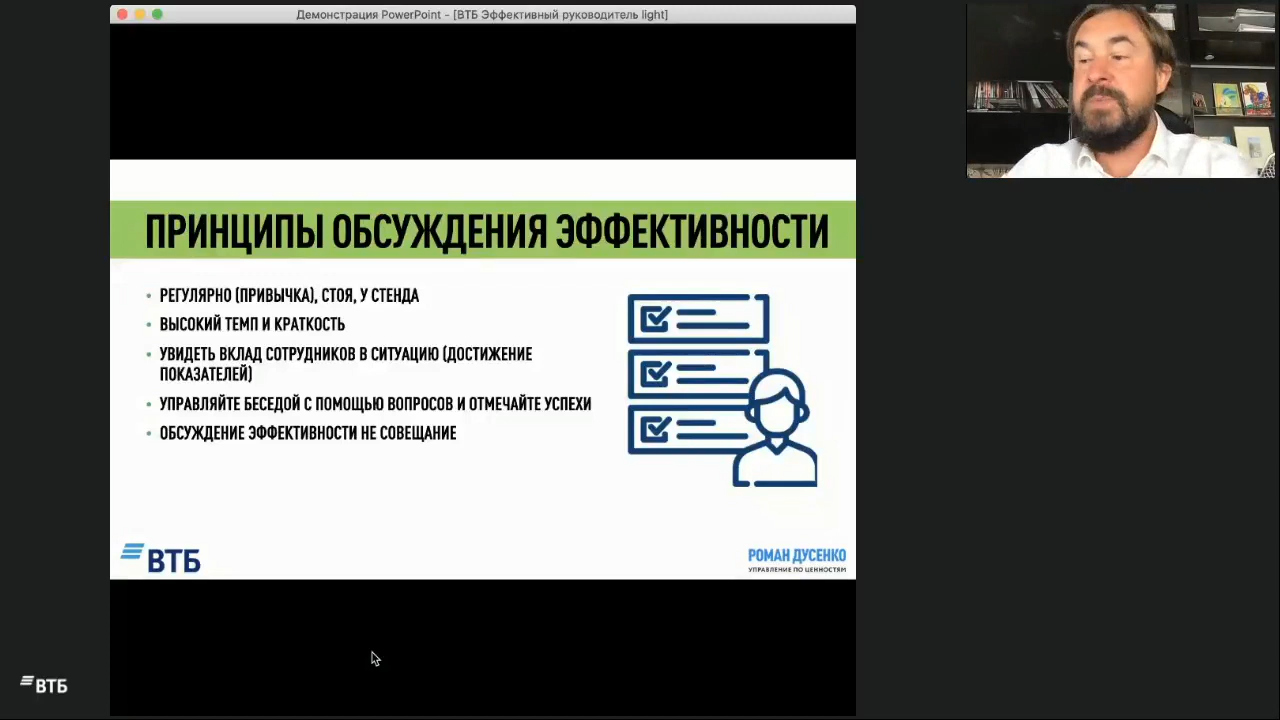 Демонстрация PowerPoint - [ВТБ Эффективный руководитель light]
ПРИНЦИПЫ ОБСУЖДЕНИЯ ЭФФЕКТИВНОСТИ
• РЕГУЛЯРНО (ПРИВЫЧКА), СТОЯ, У СТЕНДА
• ВЫСОКИЙ ТЕМП И КРАТКОСТЬ
• УВИДЕТЬ ВКЛАД СОТРУДНИКОВ В СИТУАЦИЮ (ДОСТИЖЕНИЕ
ПОКАЗАТЕЛЕЙ)
• УПРАВЛЯЙТЕ БЕСЕДОЙ С ПОМОЩЬЮ ВОПРОСОВ И ОТМЕЧАЙТЕ УСПЕХИ
• ОБСУЖДЕНИЕ ЭФФЕКТИВНОСТИ НЕ СОВЕЩАНИЕ
ВТБ
РОМАН ДУСЕНКО
УПРАВЛЕНИЕ ПО ЦЕННОСТЯМ
ВТБ